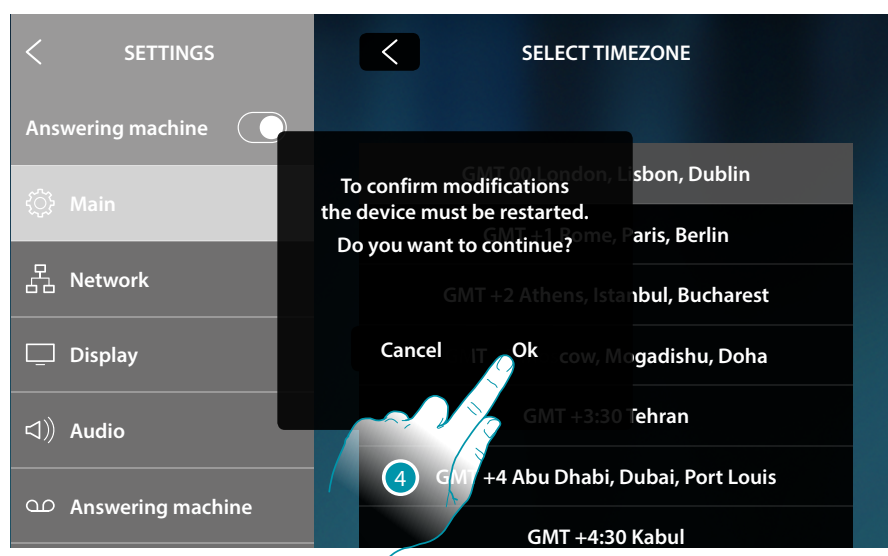 SETTINGS
Answering machine
Main
Network
Display
Audio
Answering machine
SELECT TIMEZONE
GMT 00 London, Lisbon, Dublin
GMT +1 Rome, Paris, Berlin
GMT +2 Athens, Istanbul, Bucharest
cow, Mogadishu, Doha
GMT +3:30 Tehran
GMT +4 Abu Dhabi, Dubai, Port Louis
GMT +4:30 Kabul
To confirm modifications
the device must be restarted.
Do you want to continue?
Cancel Ok
4